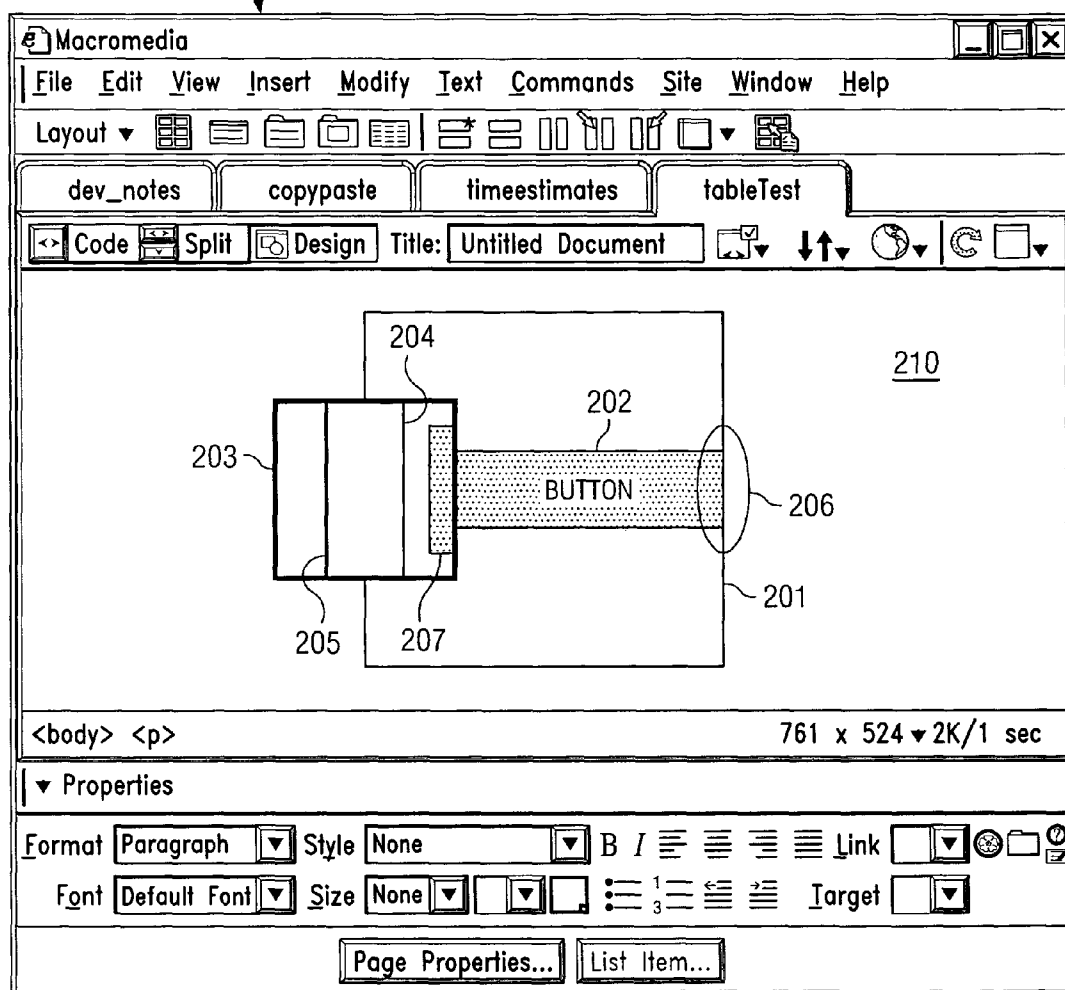 Macromedia
File Edit View Insert Modify Text Commands Site Window Help
Layout
dev_notes copypaste timeestimates tableTest
Code Split Design Title: Untitled Document
204
210
202
203
BUTTON
206
201
205 207
<body> <p> 761 x 524 2K/1 sec
Properties
Format Paragraph Style None B I Link
Font Default Font Size None 1 3 Target
Page Properties... List Item...